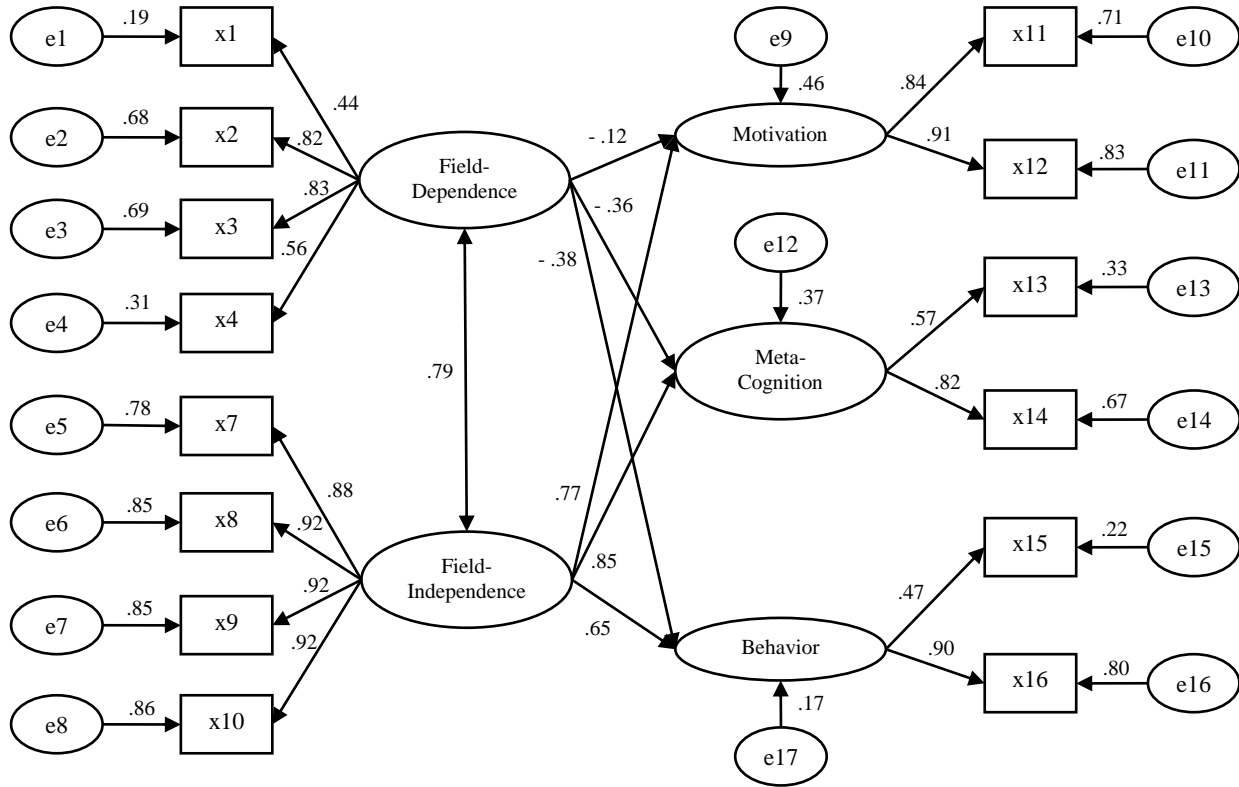 e1
.19
x1
e2
.68
x2
e3
.69
x3
e4
.31
x4
e5
.78
x7
e6
.85
x8
e7
.85
x9
e8
.86
x10
.44
.82
.83
.56
.88
.92
.92
.92
Field-
Dependence
.79
Field-
Independence
- .12
- .36
- .38
.77
.85
.65
e9
.46
Motivation
e12
.37
Meta-
Cognition
Behavior
.17
e17
.84
.91
.57
.82
.47
.90
x11
.71
e10
x12
.83
e11
x13
.33
e13
x14
.67
e14
x15
.22
e15
x16
.80
e16